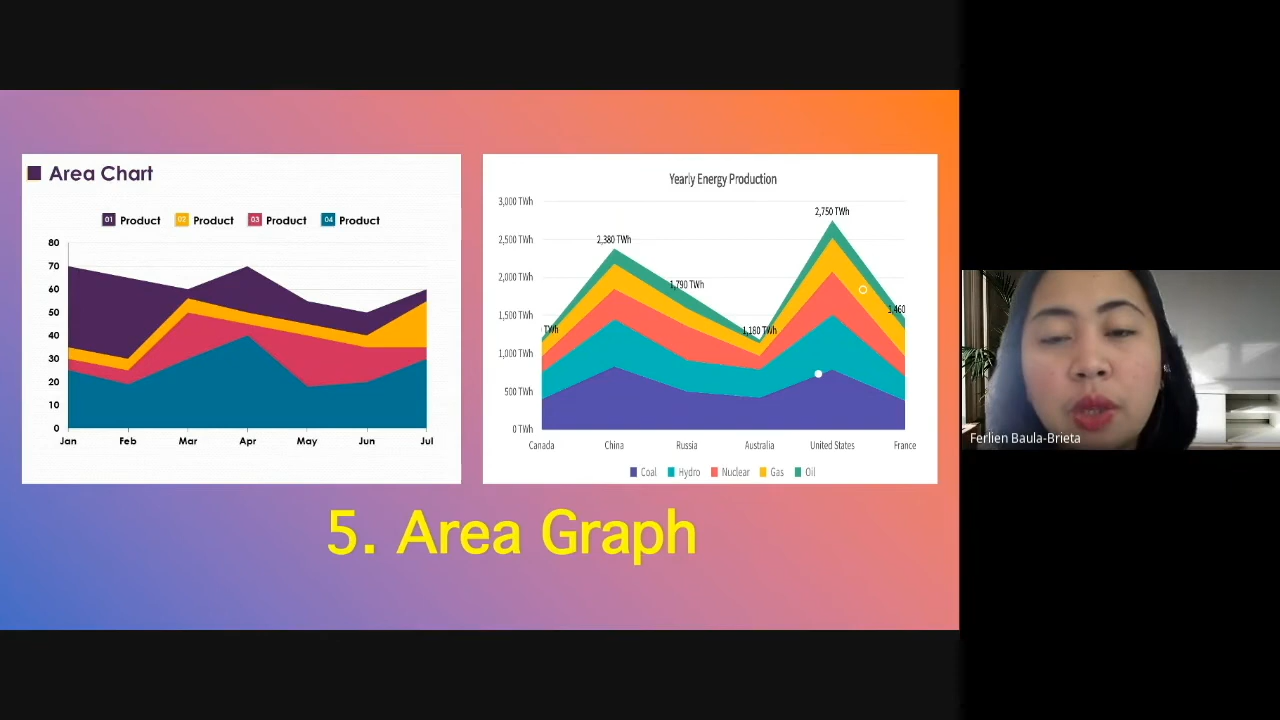 Area Chart
01 Product 02 Product 03 Product 04 Product
80
70
60
50
40
30
20
10
0
Jan Feb Mar Apr May Jun Jul
Yearly Energy Production
3,000 TWh
2,500 TWh
2,000 TWh
1,500 TWh
1,000 TWh
500 TWh
0 TWh
TWh
2,380 TWh
1,790 TWh
1,180 TWh
2,750 TWh
1,460
Canada China Russia Australia United States France
Coal Hydro Nuclear Gas Oil
5. Area Graph
Ferlien Baula-Brieta